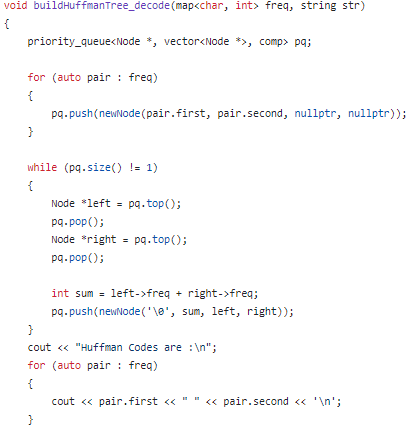 void buildHuffmanTree_decode(map<char, int> freq, string str)
{
    priority_queue<Node *, vector<Node *>, comp> pq;
    for (auto pair : freq)
    {
        pq.push(newNode(pair.first, pair.second, nullptr, nullptr));
    }
    while (pq.size() != 1)
    {
        Node *left = pq.top();
        pq.pop();
        Node *right = pq.top();
        pq.pop();
        int sum = left->freq + right->freq;
        pq.push(newNode('\0', sum, left, right));
    }
    cout << "Huffman Codes are :\n";
    for (auto pair : freq)
    {
        cout << pair.first << " " << pair.second << '\n';
    }